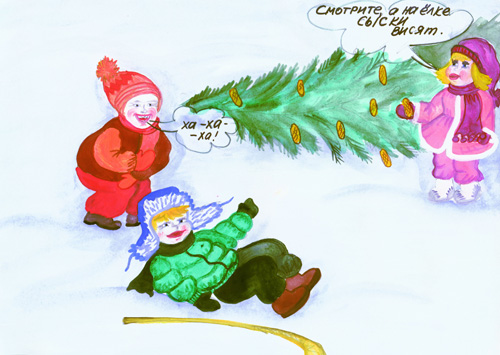 Смотрите а на ёлке
сыски
висят.
ха-ха-
-ха!